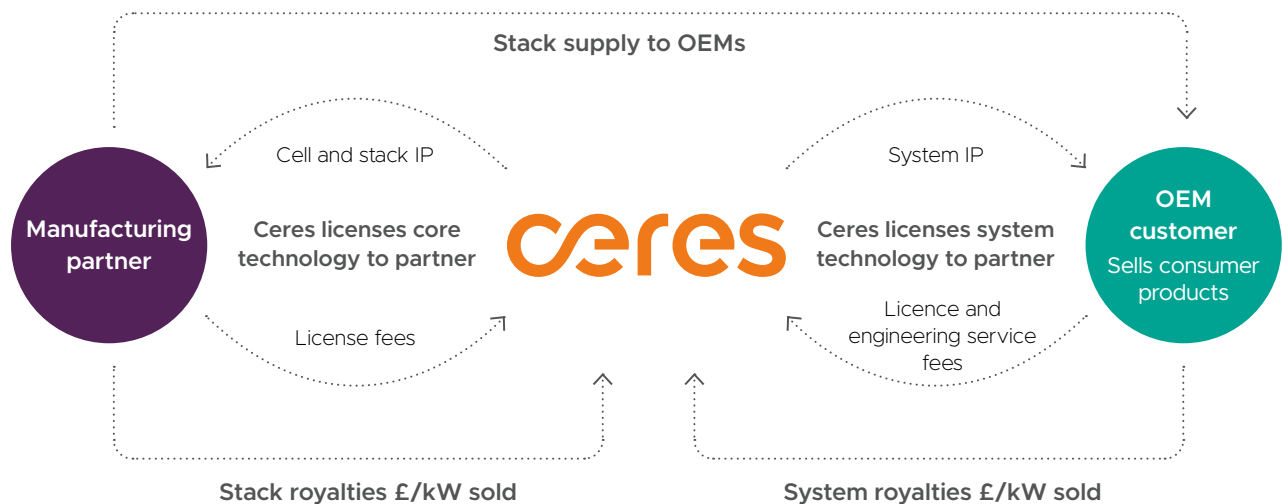 Stack supply to OEMs
Cell and stack IP
System IP
Manufacturing
partner
Ceres licenses core
technology to partner
ceres
Ceres licenses system
technology to partner
OEM
customer
Sells consumer
products
License fees
Licence and
engineering service
fees
Stack royalties £/kW sold
System royalties £/kW sold